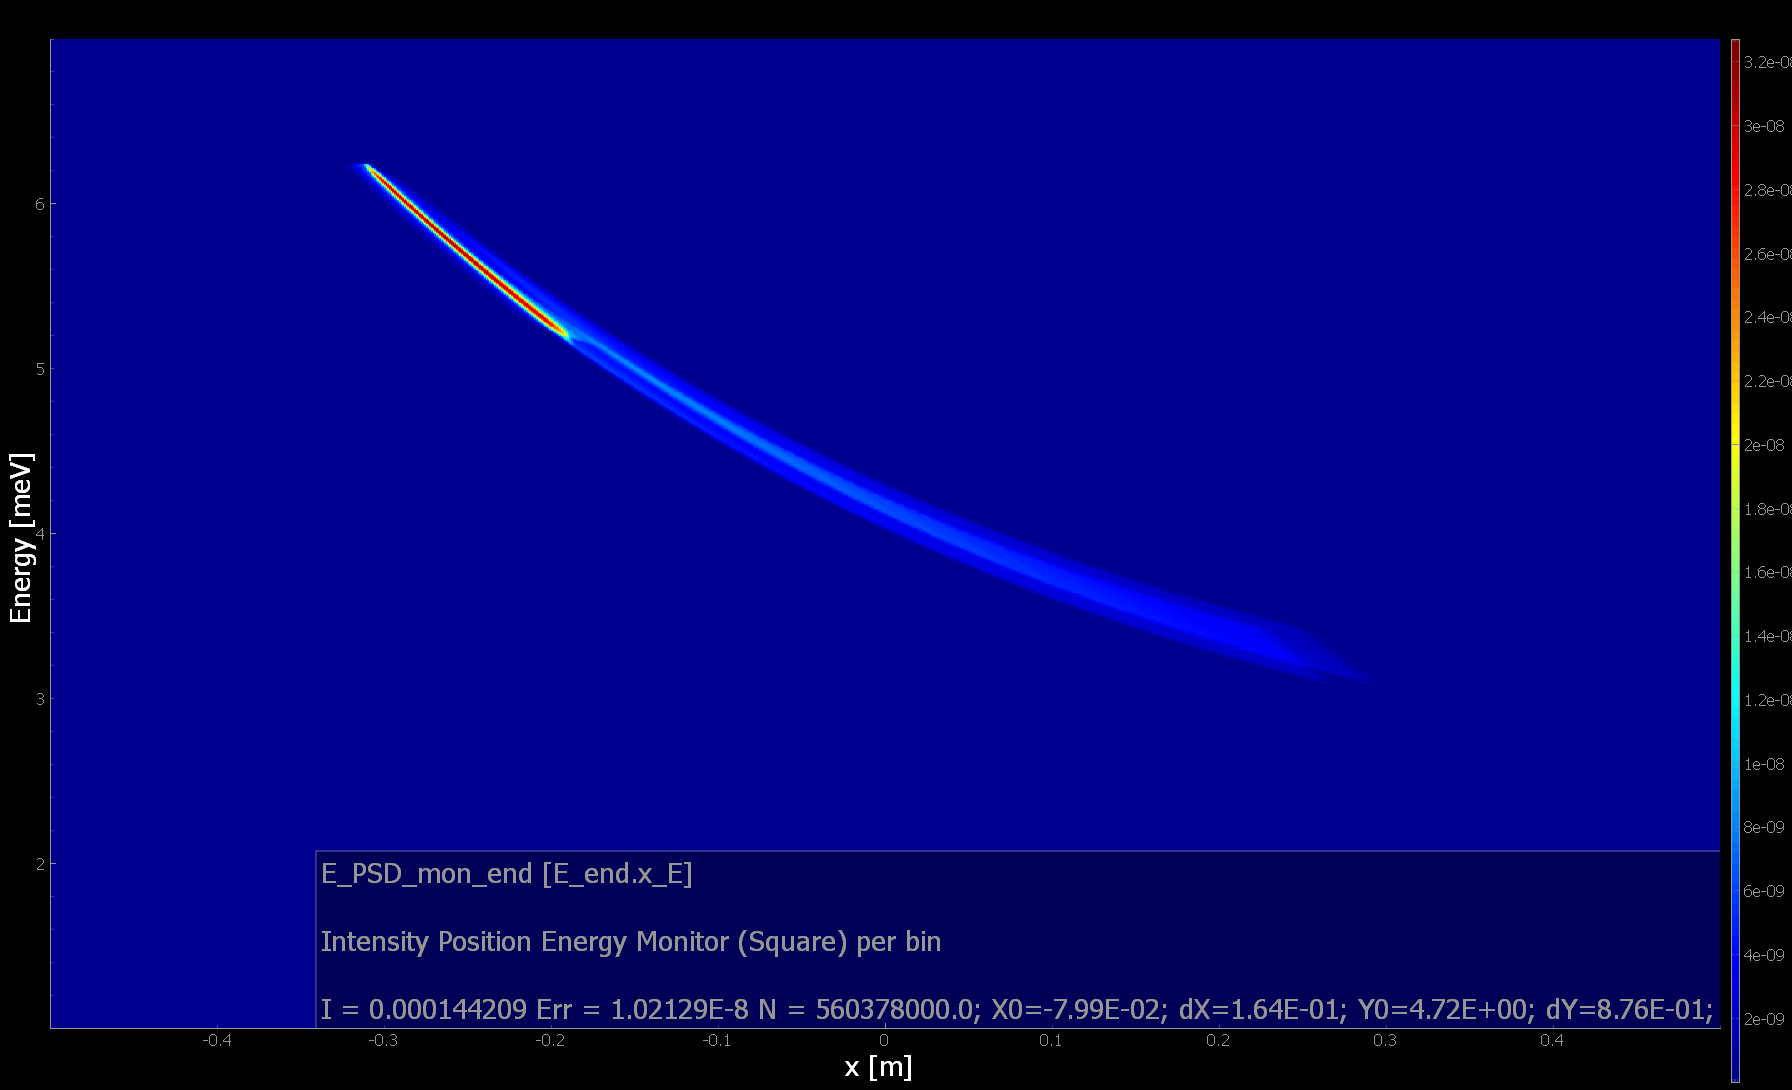 6
5
4
3
2
Energy [meV]
-0.4
-0.3
-0.2
-0.1
0
0.1
0.2
0.3
0.4
x [m]
E_PSD_mon_end [E_end.x_E]
Intensity Position Energy Monitor (Square) per bin
I = 0.000144209 Err = 1.02129E-8 N = 560378000.0; X0=-7.99E-02; dX=1.64E-01; Y0=4.72E+00; dY=8.76E-01;
3.2e-08
3e-08
2.8e-08
2.6e-08
2.4e-08
2.2e-08
2e-08
1.8e-08
1.6e-08
1.4e-08
1.2e-08
1e-08
8e-09
6e-09
4e-09
2e-09